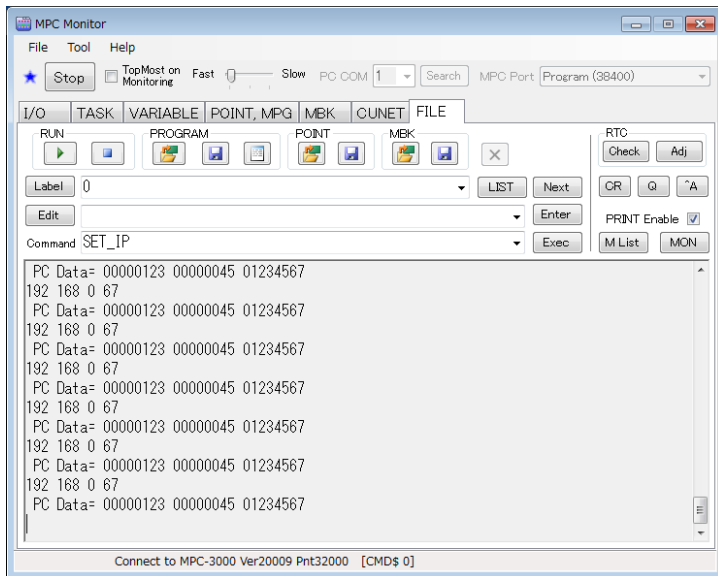 MPC Monitor
File Tool Help
Stop TopMost on Monitoring Fast Slow PC COM 1 Search MPC Port Program (38400)
I/O TASK VARIABLE POINT, MPG MBK CUNET FILE
RUN PROGRAM POINT MBK RTC
Check Adj
Label 0 LIST Next CR Q ^A
Edit Enter PRINT Enable
Command SET_IP Exec M List MON
PC Data= 00000123 00000045 01234567
192 168 0 67
PC Data= 00000123 00000045 01234567
192 168 0 67
PC Data= 00000123 00000045 01234567
192 168 0 67
PC Data= 00000123 00000045 01234567
192 168 0 67
PC Data= 00000123 00000045 01234567
192 168 0 67
PC Data= 00000123 00000045 01234567
192 168 0 67
PC Data= 00000123 00000045 01234567
Connect to MPC-3000 Ver20009 Pnt32000 [CMD$ 0]